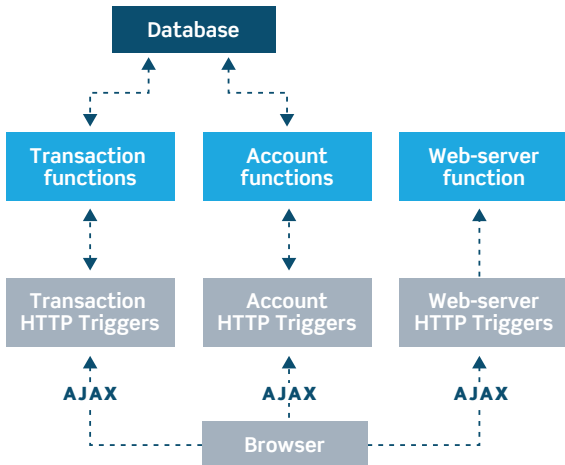 Database
Transaction
functions
Account
functions
Web-server
function
Transaction
HTTP Triggers
Account
HTTP Triggers
Web-server
HTTP Triggers
AJAX
AJAX
AJAX
Browser